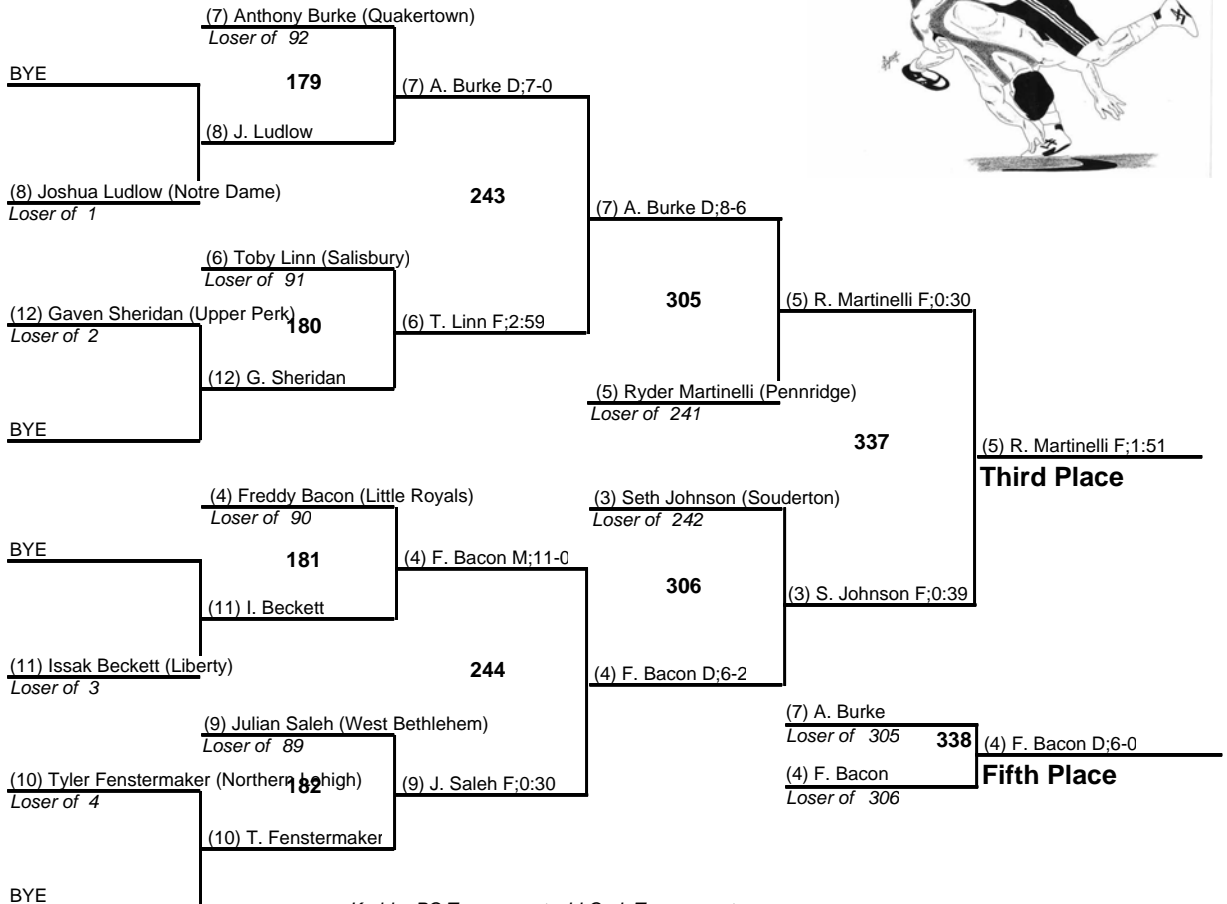 (7) Anthony Burke (Quakertown)
Loser of 92
BYE
179
(7) A. Burke D;7-0
(8) J. Ludlow
(8) Joshua Ludlow (Notre Dame)
Loser of 1
243
(7) A. Burke D;8-6
(6) Toby Linn (Salisbury)
Loser of 91
(12) Gaven Sheridan (Upper Perk)
Loser of 2
180
(6) T. Linn F;2:59
305
(5) R. Martinelli F;0:30
(12) G. Sheridan
(5) Ryder Martinelli (Pennridge)
Loser of 241
BYE
337
(5) R. Martinelli F;1:51
Third Place
(4) Freddy Bacon (Little Royals)
Loser of 90
(3) Seth Johnson (Souderton)
Loser of 242
BYE
181
(4) F. Bacon M;11-0
306
(3) S. Johnson F;0:39
(11) I. Beckett
(11) Issak Beckett (Liberty)
Loser of 3
244
(4) F. Bacon D;6-2
(9) Julian Saleh (West Bethlehem)
Loser of 89
(7) A. Burke
Loser of 305
338
(4) F. Bacon D;6-0
Fifth Place
(10) Tyler Fenstermaker (Northern Lehigh)
Loser of 4
182
(9) J. Saleh F;0:30
(4) F. Bacon
Loser of 306
(10) T. Fenstermaker
BYE